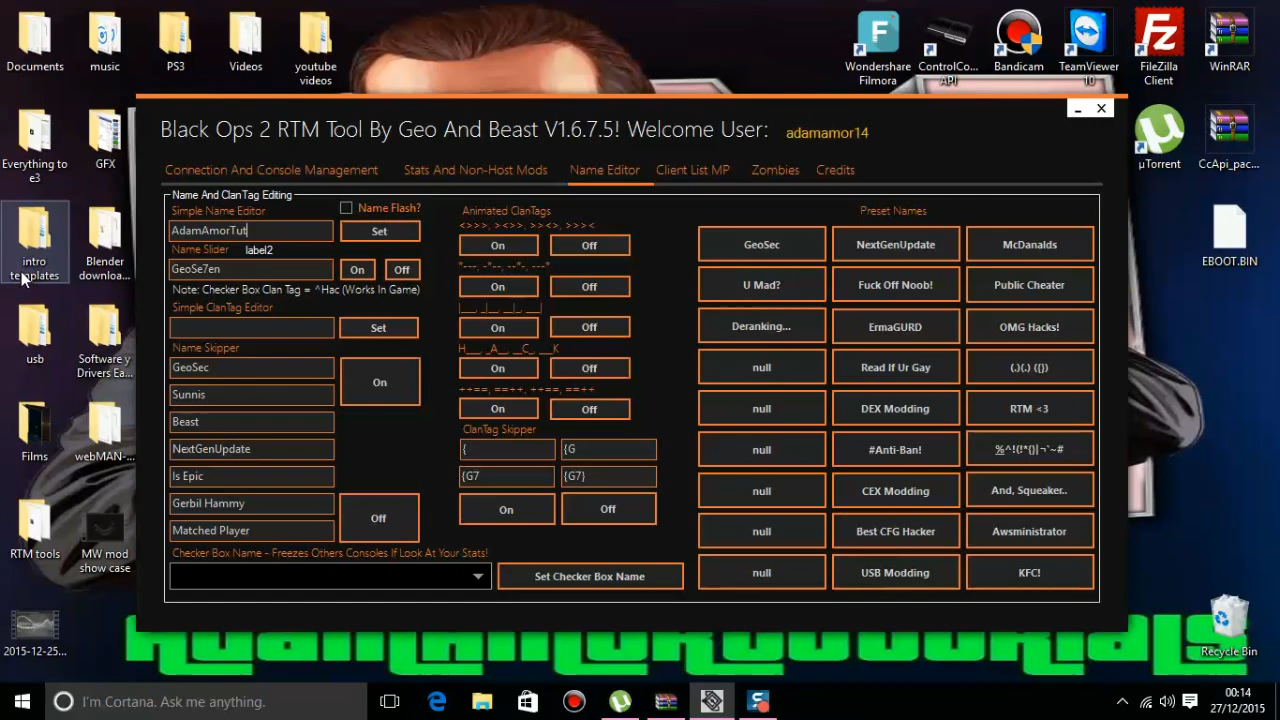 Documents
music
PS3
Videos
youtube
videos
Wondershare
Filmora
ControlCo...
API
Bandicam
TeamViewer
10
FileZilla
Client
WinRAR
Everything to
e3
GFX
µTorrent
CcApi_pac...
intro
templates
Blender
downloa...
EBOOT.BIN
usb
Software y
Drivers Ea...
Films
webMAN-...
RTM tools
MW mod
show case
2015-12-25...
Recycle Bin
Black Ops 2 RTM Tool By Geo And Beast V1.6.7.5! Welcome User: adamamor14
Connection And Console Management
Stats And Non-Host Mods
Name Editor
Client List MP
Zombies
Credits
Name And ClanTag Editing
Simple Name Editor
Name Flash?
AdamAmorTut
Set
Name Slider
label2
GeoSe7en
On
Off
Note: Checker Box Clan Tag = ^Hac (Works In Game)
Simple ClanTag Editor
Set
Name Skipper
GeoSec
Sunnis
Beast
NextGenUpdate
Is Epic
Gerbil Hammy
Matched Player
On
Off
Checker Box Name - Freezes Others Consoles If Look At Your Stats!
Set Checker Box Name
Animated ClanTags
<>>>, ><>>, >><>, >>><
On
Off
*---, -*--, --*-, ---*
On
Off
|___, _|__, __|_, ___|
On
Off
H___, _A__, __C_, ___K
On
Off
++==, ==++, ++==, ==++
On
Off
ClanTag Skipper
{
{G
{G7
{G7}
On
Off
Preset Names
GeoSec
NextGenUpdate
McDanalds
U Mad?
Fuck Off Noob!
Public Cheater
Deranking...
ErmaGURD
OMG Hacks!
null
Read If Ur Gay
(.)(.) ({})
null
DEX Modding
RTM <3
null
#Anti-Ban!
%^!(!*{)|¬`~#
null
CEX Modding
And, Squeaker..
null
Best CFG Hacker
Awsministrator
null
USB Modding
KFC!
I'm Cortana. Ask me anything.
00:14
27/12/2015